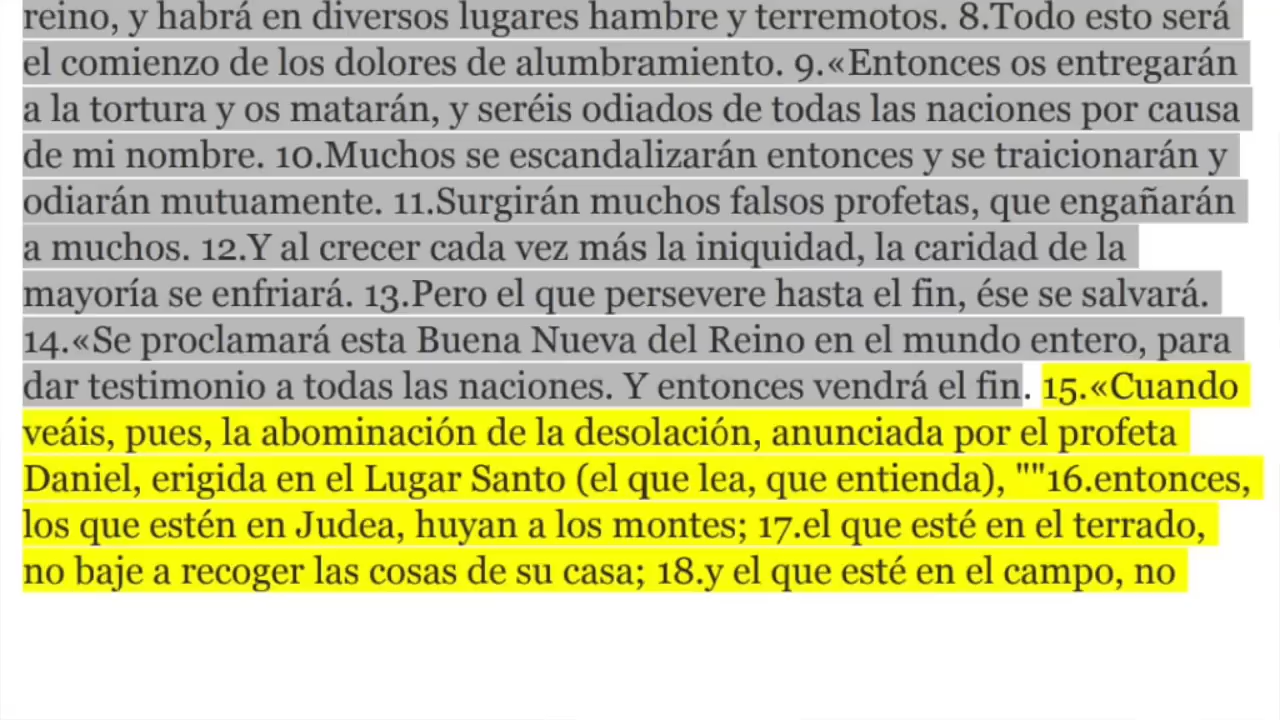 reino, y habrá en diversos lugares hambre y terremotos. 8.Todo esto será
el comienzo de los dolores de alumbramiento. 9.«Entonces os entregarán
a la tortura y os matarán, y seréis odiados de todas las naciones por causa
de mi nombre. 10.Muchos se escandalizarán entonces y se traicionarán y
odiarán mutuamente. 11.Surgirán muchos falsos profetas, que engañarán
a muchos. 12.Y al crecer cada vez más la iniquidad, la caridad de la
mayoría se enfriará. 13.Pero el que persevere hasta el fin, ése se salvará.
14.«Se proclamará esta Buena Nueva del Reino en el mundo entero, para
dar testimonio a todas las naciones. Y entonces vendrá el fin. 15.«Cuando
veáis, pues, la abominación de la desolación, anunciada por el profeta
Daniel, erigida en el Lugar Santo (el que lea, que entienda), ""16.entonces,
los que estén en Judea, huyan a los montes; 17.el que esté en el terrado,
no baje a recoger las cosas de su casa; 18.y el que esté en el campo, no